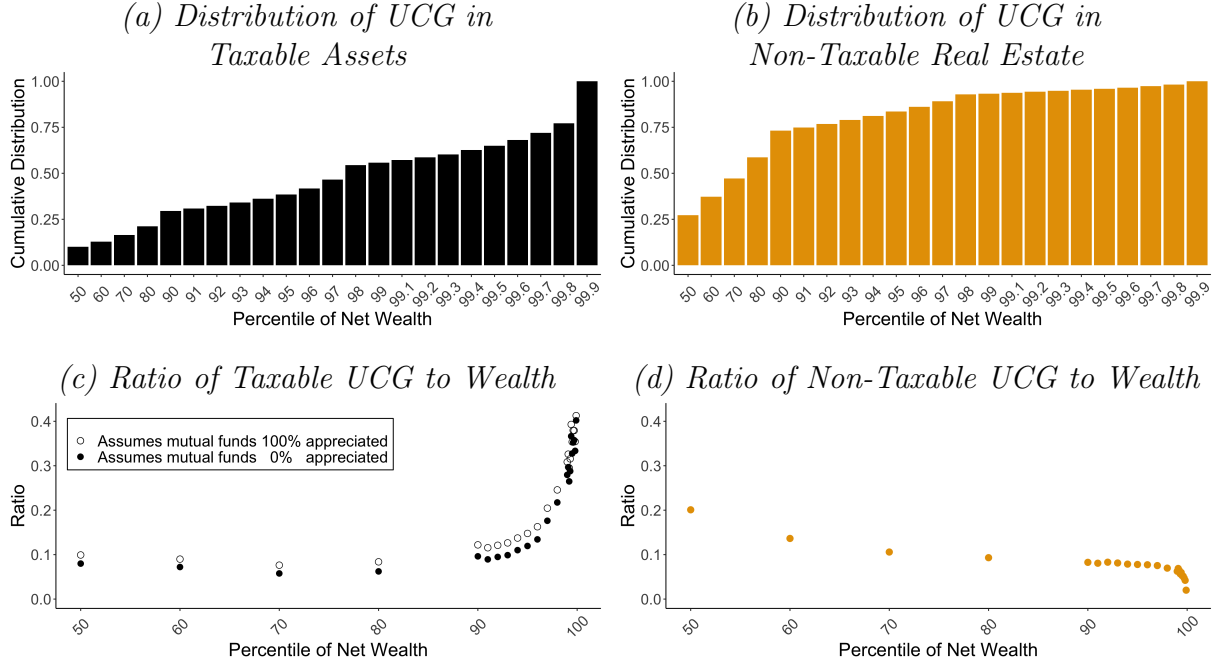 (a) Distribution of UCG in
Taxable Assets
Cumulative Distribution
1.00
0.75
0.50
0.25
0.00
50 60 70 80 90 91 92 93 94 95 96 97 98 99 99.1 99.2 99.3 99.4 99.5 99.6 99.7 99.8 99.9
Percentile of Net Wealth
(b) Distribution of UCG in
Non-Taxable Real Estate
Cumulative Distribution
1.00
0.75
0.50
0.25
0.00
50 60 70 80 90 91 92 93 94 95 96 97 98 99 99.1 99.2 99.3 99.4 99.5 99.6 99.7 99.8 99.9
Percentile of Net Wealth
(c) Ratio of Taxable UCG to Wealth
Ratio
0.4
0.3
0.2
0.1
0.0
Assumes mutual funds 100% appreciated
Assumes mutual funds 0% appreciated
50 60 70 80 90 100
Percentile of Net Wealth
(d) Ratio of Non-Taxable UCG to Wealth
Ratio
0.4
0.3
0.2
0.1
0.0
50 60 70 80 90 100
Percentile of Net Wealth